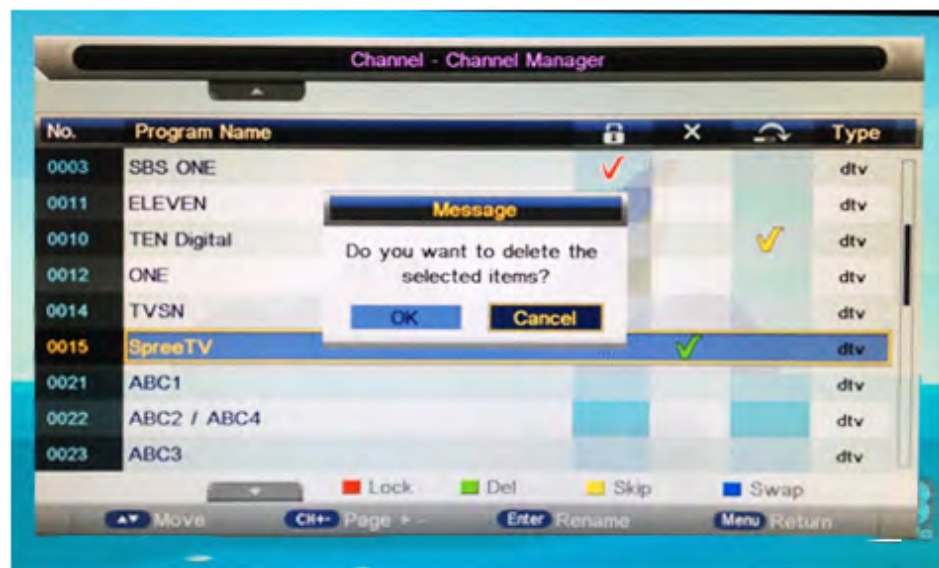 Channel - Channel Manager
No. Program Name Type
0003 SBS ONE dtv
0011 ELEVEN dtv
0010 TEN Digital dtv
0012 ONE dtv
0014 TVSN dtv
0015 SpreeTV dtv
0021 ABC1 dtv
0022 ABC2 / ABC4 dtv
0023 ABC3 dtv
Message
Do you want to delete the
selected items?
OK Cancel
Lock Del Skip Swap
Move CH+- Page + - Enter Rename Menu Return